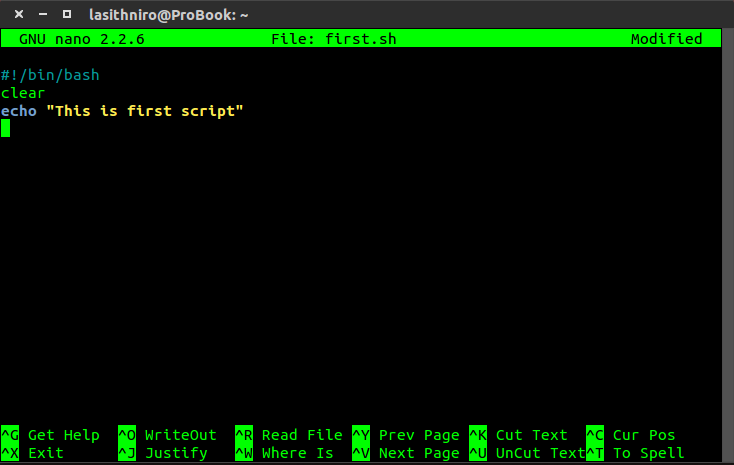 lasithniro@ProBook: ~
GNU nano 2.2.6 File: first.sh Modified
#!/bin/bash
clear
echo "This is first script"
^G Get Help ^O WriteOut ^R Read File ^Y Prev Page ^K Cut Text ^C Cur Pos
^X Exit ^J Justify ^W Where Is ^V Next Page ^U UnCut Text ^T To Spell